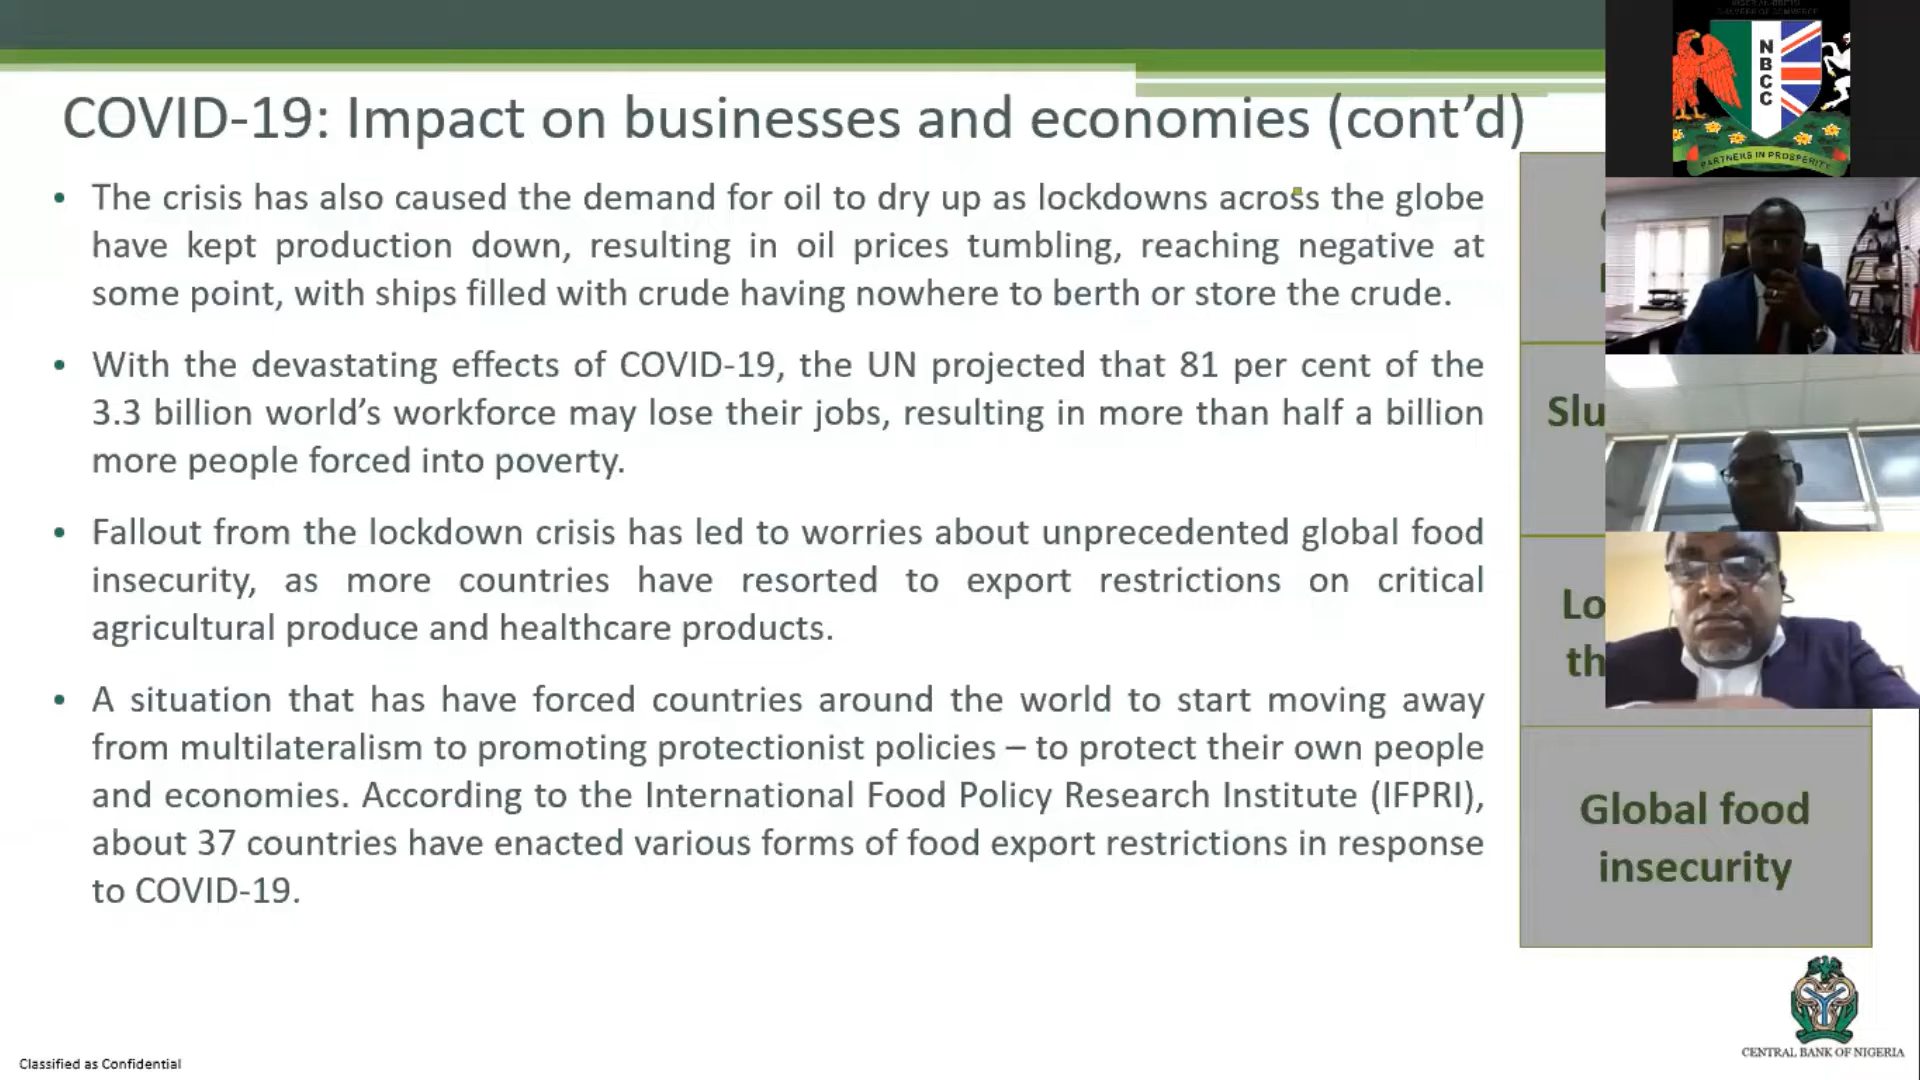 COVID-19: Impact on businesses and economies (cont’d)
• The crisis has also caused the demand for oil to dry up as lockdowns across the globe
have kept production down, resulting in oil prices tumbling, reaching negative at
some point, with ships filled with crude having nowhere to berth or store the crude.
• With the devastating effects of COVID-19, the UN projected that 81 per cent of the
3.3 billion world’s workforce may lose their jobs, resulting in more than half a billion
more people forced into poverty.
• Fallout from the lockdown crisis has led to worries about unprecedented global food
insecurity, as more countries have resorted to export restrictions on critical
agricultural produce and healthcare products.
• A situation that has have forced countries around the world to start moving away
from multilateralism to promoting protectionist policies – to protect their own people
and economies. According to the International Food Policy Research Institute (IFPRI),
about 37 countries have enacted various forms of food export restrictions in response
to COVID-19.
Slu
Lo
th
Global food
insecurity
NBCC
PARTNERS IN PROSPERITY
CENTRAL BANK OF NIGERIA
Classified as Confidential